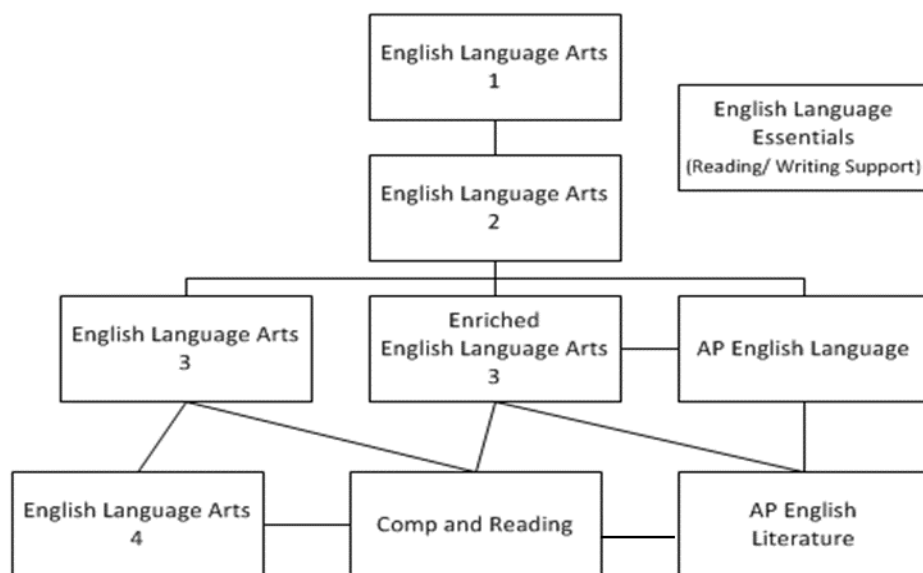 English Language Arts
1
English Language
Essentials
(Reading/ Writing Support)
English Language Arts
2
English Language Arts
3
Enriched
English Language Arts
3
AP English Language
English Language Arts
4
Comp and Reading
AP English
Literature